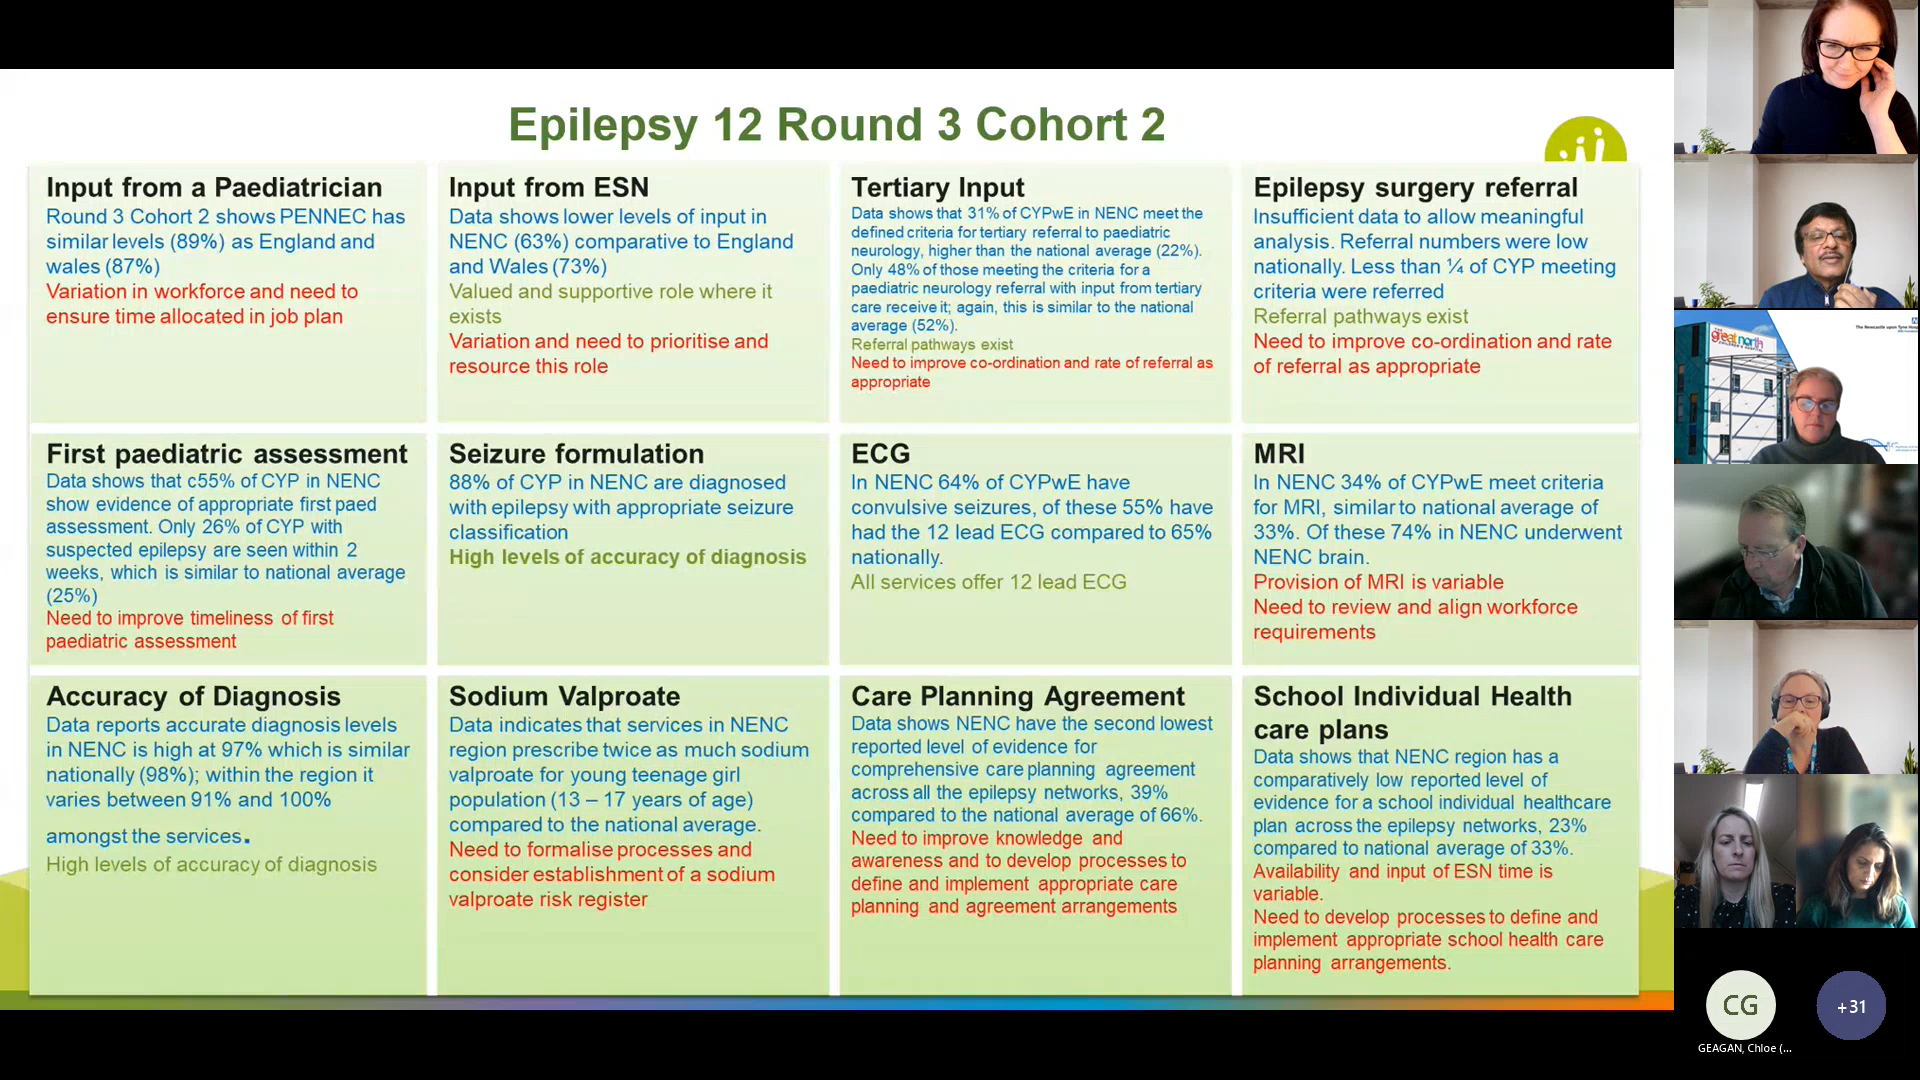 Epilepsy 12 Round 3 Cohort 2
Input from a Paediatrician
Round 3 Cohort 2 shows PENNEC has
similar levels (89%) as England and
wales (87%)
Variation in workforce and need to
ensure time allocated in job plan
Input from ESN
Data shows lower levels of input in
NENC (63%) comparative to England
and Wales (73%)
Valued and supportive role where it
exists
Variation and need to prioritise and
resource this role
Tertiary Input
Data shows that 31% of CYPwE in NENC meet the
defined criteria for tertiary referral to paediatric
neurology, higher than the national average (22%).
Only 48% of those meeting the criteria for a
paediatric neurology referral with input from tertiary
care receive it; again, this is similar to the national
average (52%).
Referral pathways exist
Need to improve co-ordination and rate of referral as
appropriate
Epilepsy surgery referral
Insufficient data to allow meaningful
analysis. Referral numbers were low
nationally. Less than ¼ of CYP meeting
criteria were referred
Referral pathways exist
Need to improve co-ordination and rate
of referral as appropriate
First paediatric assessment
Data shows that c55% of CYP in NENC
show evidence of appropriate first paed
assessment. Only 26% of CYP with
suspected epilepsy are seen within 2
weeks, which is similar to national average
(25%)
Need to improve timeliness of first
paediatric assessment
Seizure formulation
88% of CYP in NENC are diagnosed
with epilepsy with appropriate seizure
classification
High levels of accuracy of diagnosis
ECG
In NENC 64% of CYPwE have
convulsive seizures, of these 55% have
had the 12 lead ECG compared to 65%
nationally.
All services offer 12 lead ECG
MRI
In NENC 34% of CYPwE meet criteria
for MRI, similar to national average of
33%. Of these 74% in NENC underwent
NENC brain.
Provision of MRI is variable
Need to review and align workforce
requirements
Accuracy of Diagnosis
Data reports accurate diagnosis levels
in NENC is high at 97% which is similar
nationally (98%); within the region it
varies between 91% and 100%
amongst the services.
High levels of accuracy of diagnosis
Sodium Valproate
Data indicates that services in NENC
region prescribe twice as much sodium
valproate for young teenage girl
population (13 – 17 years of age)
compared to the national average.
Need to formalise processes and
consider establishment of a sodium
valproate risk register
Care Planning Agreement
Data shows NENC have the second lowest
reported level of evidence for
comprehensive care planning agreement
across all the epilepsy networks, 39%
compared to the national average of 66%.
Need to improve knowledge and
awareness and to develop processes to
define and implement appropriate care
planning and agreement arrangements
School Individual Health
care plans
Data shows that NENC region has a
comparatively low reported level of
evidence for a school individual healthcare
plan across the epilepsy networks, 23%
compared to national average of 33%.
Availability and input of ESN time is
variable.
Need to develop processes to define and
implement appropriate school health care
planning arrangements.
great north
The Newcastle upon Tyne Hosp
CG
+31
GEAGAN, Chloe (...